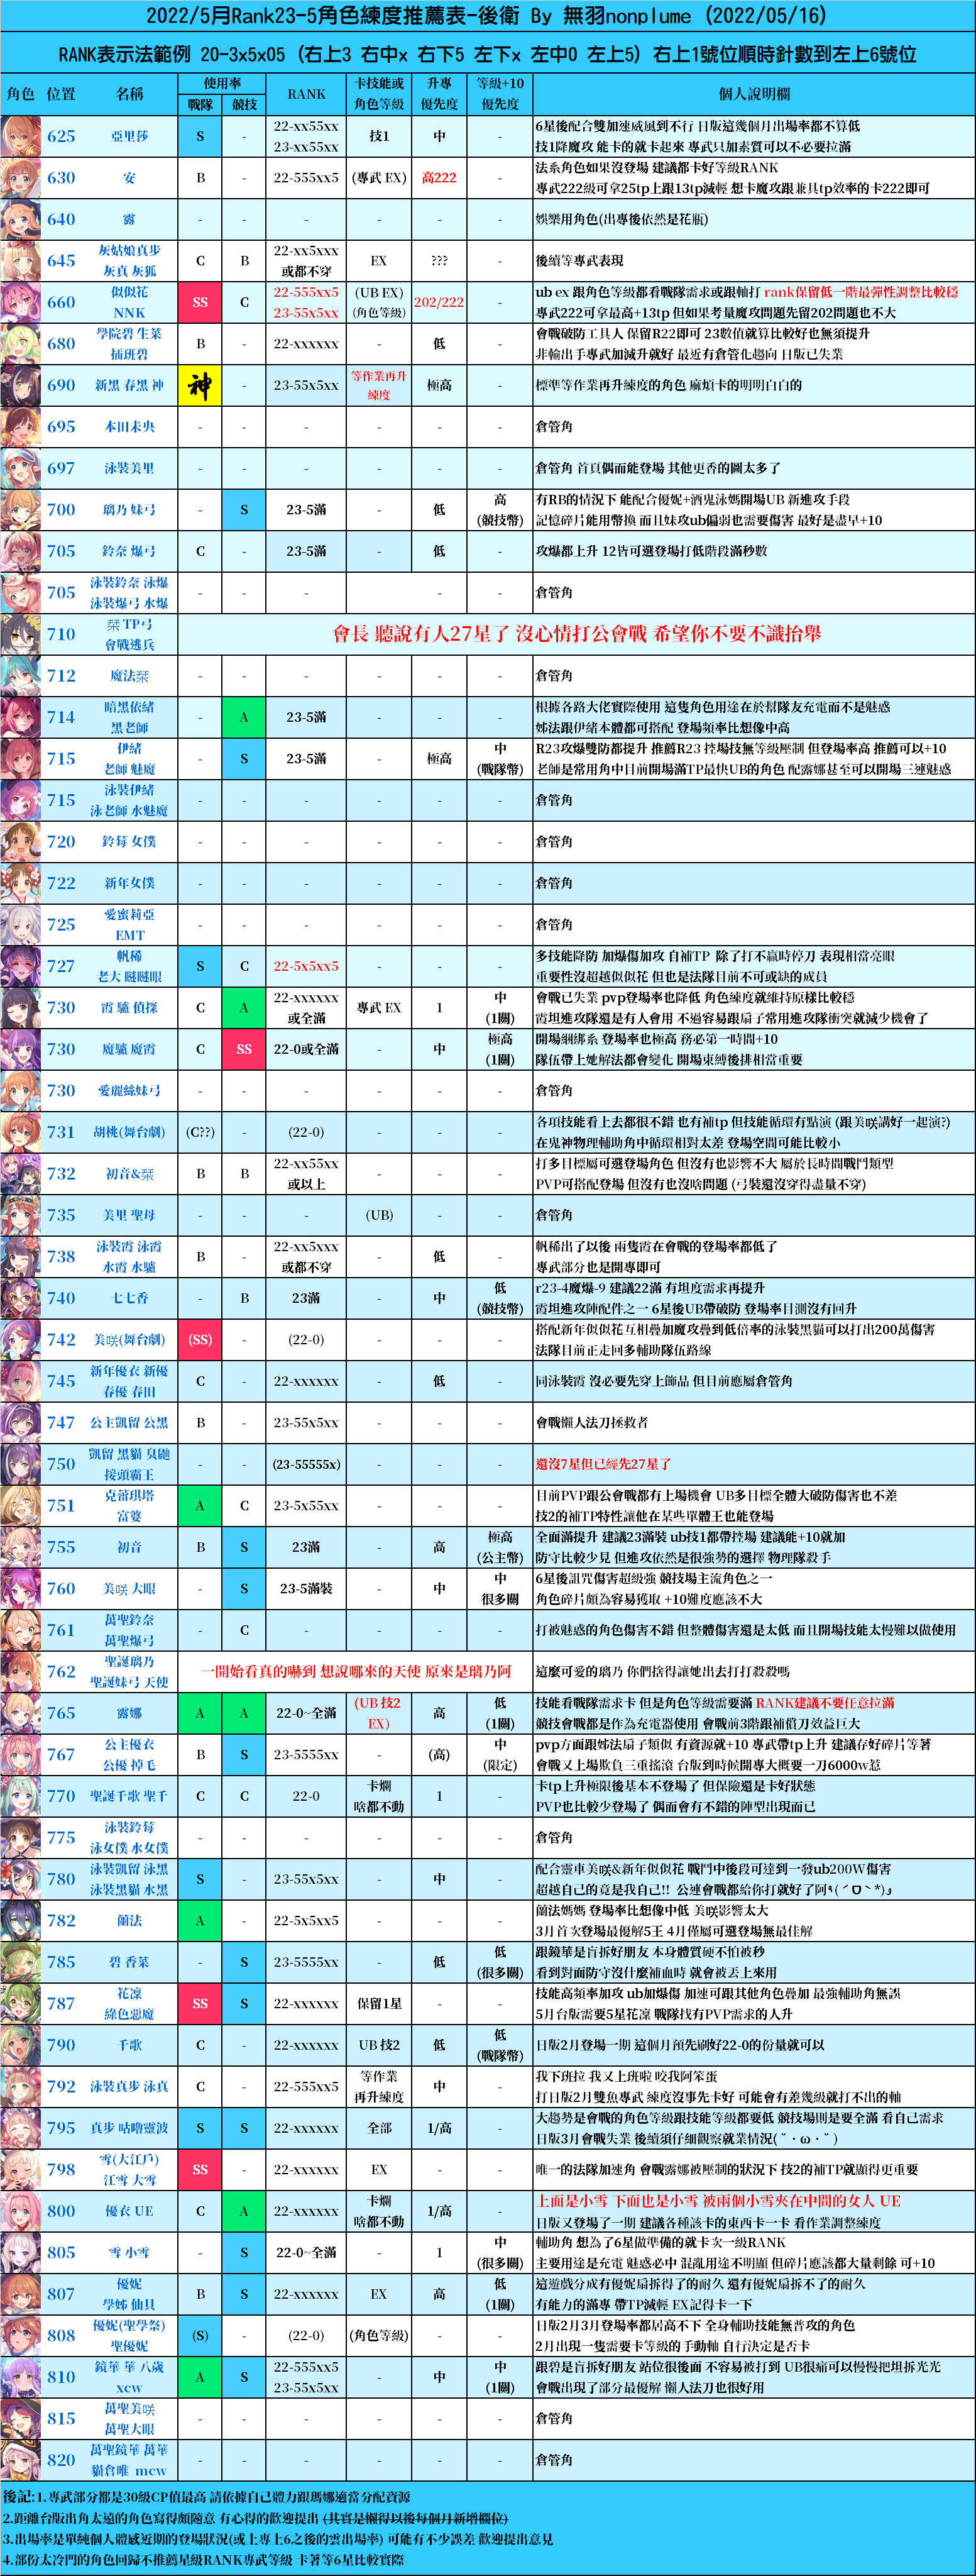 2022/5月Rank23-5角色練度推薦表-後衛 By 無羽nonplume (2022/05/16)
RANK表示法範例 20-3x5x05 (右上3 右中x 右下5 左下x 左中0 左上5) 右上1號位順時針數到左上6號位
角色 位置 名稱 使用率 戰隊 競技 RANK 卡技能或角色等級 升專優先度 等級+10優先度 個人說明欄
625 亞里莎 S - 22-xx55xx 23-xx55xx 技1 中 -
6星後配合雙加速威風到不行 日版這幾個月出場率都不算低
技1降魔攻 能卡的就卡起來 專武只加素質可以不必要拉滿
630 安 B - 22-555xx5 (專武 EX) 高222 -
法系角色如果沒登場 建議都卡好等級RANK
專武222級可拿25tp上跟13tp減輕 想卡魔攻跟兼具tp效率的卡222即可
640 露 - - - - - - 娛樂用角色(出專後依然是花瓶)
645 灰姑娘真步 灰真 灰狐 C B 22-xx5xxx 或都不穿 EX ??? - 後續等專武表現
660 似似花 NNK SS C 22-555xx5 23-55x5xx (UB EX) (角色等級) 202/222 -
ub ex 跟角色等級都看戰隊需求或跟軸打 rank保留低一階最彈性調整比較穩
專武222可拿最高+13tp 但如果考量魔攻問題先留202問題也不大
680 學院碧 生菜 插班碧 B - 22-xxxxxx - 低 -
會戰破防工具人 保留R22即可 23數值就算比較好也無須提升
非輸出手專武加減升就好 最近有倉管化趨向 日版已失業
690 新黑 春黑 神 神 - 23-55x5xx 等作業再升練度 極高 - 標準等作業再升練度的角色 麻煩卡的明明白白的
695 本田未央 - - - - - - 倉管角
697 泳裝美里 - - - - - - 倉管角 首頁偶而能登場 其他更香的圖太多了
700 璃乃 妹弓 - S 23-5滿 - 低 高 (競技幣)
有RB的情況下 能配合優妮+酒鬼泳媽開場UB 新進攻手段
記憶碎片能用幣換 而且妹攻ub偏弱也需要傷害 最好是盡早+10
705 鈴奈 爆弓 C - 23-5滿 - 低 - 攻爆都上升 12皆可選登場打低階段滿秒數
705 泳裝鈴奈 泳爆 泳裝爆弓 水爆 - - - - - 倉管角
710 栞 TP弓 會戰逃兵 會長 聽說有人27星了 沒心情打公會戰 希望你不要不識抬舉
712 魔法栞 - - - - - - 倉管角
714 暗黑依緒 黑老師 - A 23-5滿 - - -
根據各路大佬實際使用 這隻角色用途在於幫隊友充電而不是魅惑
姊法跟伊緒本體都可搭配 登場頻率比想像中高
715 伊緒 老師 魅魔 - S 23-5滿 - 極高 中 (戰隊幣)
R23攻爆雙防都提升 推薦R23 控場技無等級壓制 但登場率高 推薦可以+10
老師是常用角中目前開場滿TP最快UB的角色 配露娜甚至可以開場三連魅惑
715 泳裝伊緒 泳老師 水魅魔 - - - - - - 倉管角
720 鈴莓 女僕 - - - - - - 倉管角
722 新年女僕 - - - - - - 倉管角
725 愛蜜莉亞 EMT - - - - - - 倉管角
727 帆稀 老大 瞇瞇眼 S C 22-5x5xx5 - - -
多技能降防 加爆傷加攻 自補TP 除了打不贏時停刀 表現相當亮眼
重要性沒超越似似花 但也是法隊目前不可或缺的成員
730 霞 驢 偵探 C A 22-xxxxxx 或全滿 專武 EX 1 中 (1關)
會戰已失業 pvp登場率也降低 角色練度就維持原樣比較穩
霞坦進攻隊還是有人會用 不過容易跟扇子常用進攻隊衝突就減少機會了
730 魔驢 魔霞 C SS 22-0或全滿 - 中 極高 (1關)
開場綑綁系 登場率也極高 務必第一時間+10
隊伍帶上她解法都會變化 開場束縛後排相當重要
730 愛麗絲妹弓 - - - - - - 倉管角
731 胡桃(舞台劇) (C??) - (22-0) - - -
各項技能看上去都很不錯 也有補tp 但技能循環有點演 (跟美咲講好一起演?)
在鬼神物理輔助角中循環相對太差 登場空間可能比較小
732 初音&栞 B B 22-xx55xx 或以上 - - -
打多目標屬可選登場角色 但沒有也影響不大 屬於長時間戰鬥類型
PVP可搭配登場 但沒有也沒啥問題 (弓裝還沒穿得盡量不穿)
735 美里 聖母 - - - (UB) - - 倉管角
738 泳裝霞 泳霞 水霞 水驢 B - 22-xx5xxx 或都不穿 - 低 -
帆稀出了以後 兩隻霞在會戰的登場率都低了
專武部分也是開專即可
740 七七香 - B 23滿 - 中 低 (競技幣)
r23-4魔爆-9 建議22滿 有坦度需求再提升
霞坦進攻陣配件之一 6星後UB帶破防 登場率目測沒有回升
742 美咲(舞台劇) (SS) - (22-0) - -
搭配新年似似花互相疊加魔攻疊到低倍率的泳裝黑貓可以打出200萬傷害
法隊目前正走回多輔助隊伍路線
745 新年優衣 新優 春優 春田 C - 22-xxxxxx - 低 - 同泳裝霞 沒必要先穿上飾品 但目前應屬倉管角
747 公主凱留 公黑 B - 23-55x5xx - - - 會戰懶人法刀拯救者
750 凱留 黑貓 臭鼬 接頭霸王 - - (23-55555x) - - - 還沒7星但已經先27星了
751 克蕾琪塔 富婆 A C 23-5x55xx - - -
目前PVP跟公會戰都有上場機會 UB多目標全體大破防傷害也不差
技2的補TP特性讓他在某些單體王也能登場
755 初音 B S 23滿 - 高 極高 (公主幣)
全面滿提升 建議23滿裝 ub技1都帶控場 建議能+10就加
防守比較少見 但進攻依然是很強勢的選擇 物理隊殺手
760 美咲 大眼 - S 23-5滿裝 - 中 中 很多關
6星後詛咒傷害超級強 競技場主流角色之一
角色碎片頗為容易獲取 +10難度應該不大
761 萬聖鈴奈 萬聖爆弓 - C - - - - 打被魅惑的角色傷害不錯 但整體傷害還是太低 而且開場技能太慢難以做使用
762 聖誕璃乃 聖誕妹弓 天使 一開始看真的嚇到 想說哪來的天使 原來是璃乃阿 這麼可愛的璃乃 你們捨得讓她出去打打殺殺嗎
765 露娜 A A 22-0~全滿 (UB 技2 EX) 高 低 (1關)
技能看戰隊需求卡 但是角色等級需要滿 RANK建議不要任意拉滿
競技會戰都是作為充電器使用 會戰前3階跟補償刀效益巨大
767 公主優衣 公優 掉毛 B S 23-5555xx - (高) 中 (限定)
pvp方面跟姊法扇子類似 有資源就+10 專武帶tp上升 建議存好碎片等著
會戰又上場欺負三重搖滾 台版到時候開專大概要一刀6000w惹
770 聖誕千歌 聖千 C C 22-0 卡爛 啥都不動 1 -
卡tp上升極限後基本不登場了 但保險還是卡好狀態
PVP也比較少登場了 偶而會有不錯的陣型出現而已
775 泳裝鈴莓 泳女僕 水女僕 - - - - - - 倉管角
780 泳裝凱留 泳黑 泳裝黑貓 水黑 S - 23-55x5xx - 中 -
配合靈車美咲&新年似似花 戰鬥中後段可達到一發ub200W傷害
超越自己的竟是我自己!! 公連會戰都給你打就好了阿
782 蘭法 A - 22-5x5xx5 - - -
蘭法媽媽 登場率比想像中低 美咲影響太大
3月首次登場最優解5王 4月僅屬可選登場無最佳解
785 碧 香菜 - S 23-5555xx - 低 低 (很多關)
跟鏡華是盲拆好朋友 本身體質硬不怕被秒
看到對面防守沒什麼補血時 就會被丟上來用
787 花凜 綠色惡魔 SS S 22-xxxxxx 保留1星 - -
技能高頻率加攻 ub加爆傷 加速可跟其他角色疊加 最強輔助角無誤
5月台版需要5星花凜 戰隊找有PVP需求的人升
790 千歌 C - 22-xxxxxx UB 技2 低 低 (戰隊幣) 日版2月登場一期 這個月預先刷好22-0的份量就可以
792 泳裝真步 泳真 C - 22-555xx5 等作業 再升練度 中 -
我下班拉 我又上班啦 咬我阿笨蛋
打日版2月雙魚專武 練度沒事先卡好 可能會有差幾級就打不出的軸
795 真步 咕嚕靈波 S S 22-xxxxxx 全部 1/高 -
大趨勢是會戰的角色等級跟技能等級都要低 競技場則是要全滿 看自己需求
日版3月會戰失業 後續須仔細觀察就業情況(˘・ω・˘)
798 雪(大江戶) 江雪 大雪 SS - 22-xxxxxx EX - - 唯一的法隊加速角 會戰露娜被壓制的狀況下 技2的補TP就顯得更重要
800 優衣 UE C A 22-xxxxxx 卡爛 啥都不動 1/高 -
上面是小雪 下面也是小雪 被兩個小雪夾在中間的女人 UE
日版又登場了一期 建議各種該卡的東西卡一卡 看作業調整練度
805 雪 小雪 - S 22-0~全滿 - 1 中 (很多關)
輔助角 想為了6星做準備的就卡次一級RANK
主要用途是充電 魅惑必中 混亂用途不明顯 但碎片應該都大量剩餘 可+10
807 優妮 學姊 仙貝 B S 22-xxxxxx EX 高 低 (1關)
這遊戲分成有優妮扇拆得了的耐久 還有優妮扇拆不了的耐久
有能力的滿專 帶TP減輕 EX記得卡一下
808 優妮(聖學祭) 聖優妮 (S) - (22-0) (角色等級) - -
日版2月3月登場率都居高不下 全身輔助技能無普攻的角色
2月出現一隻需要卡等級的手動軸 自行決定是否卡
810 鏡華 華 八歲 xcw A S 22-555xx5 23-55x5xx - 中 中 (1關)
跟碧是盲拆好朋友 站位很後面 不容易被打到 UB很痛可以慢慢把坦拆光光
會戰出現了部分最優解 懶人法刀也很好用
815 萬聖美咲 萬聖大眼 - - - - - - 倉管角
820 萬聖鏡華 萬華 貓倉唯 mcw - - - - - - 倉管角
後記:1.專武部分都是30級CP值最高 請依據自己體力跟瑪娜適當分配資源
2.距離台版出角太遠的角色寫得頗隨意 有心得的歡迎提出 (其實是懶得以後每個月新增欄位)
3.出場率是單純個人體感近期的登場狀況(或上專上6之後的雲出場率) 可能有不少誤差 歡迎提出意見
4.部份太冷門的角色回歸不推薦星級RANK專武等級 卡著等6星比較實際